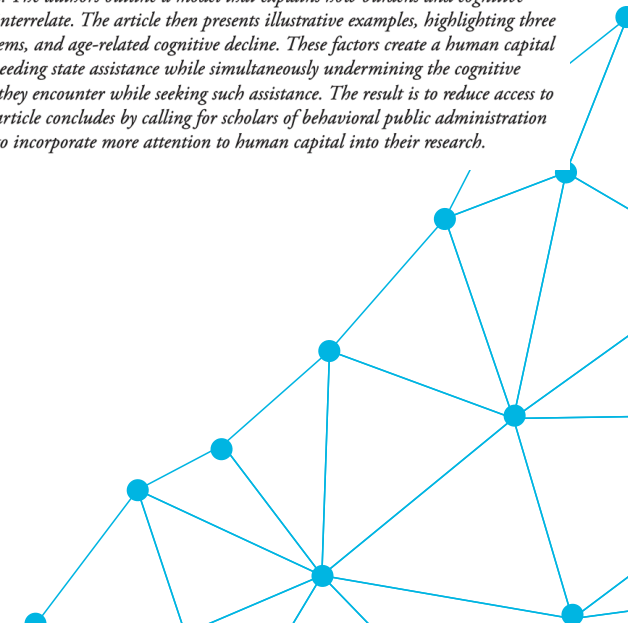 . The authors outline a model that explains how burdens and cognitive
nterrelate. The article then presents illustrative examples, highlighting three
ems, and age-related cognitive decline. These factors create a human capital
eeding state assistance while simultaneously undermining the cognitive
they encounter while seeking such assistance. The result is to reduce access to
article concludes by calling for scholars of behavioral public administration
o incorporate more attention to human capital into their research.